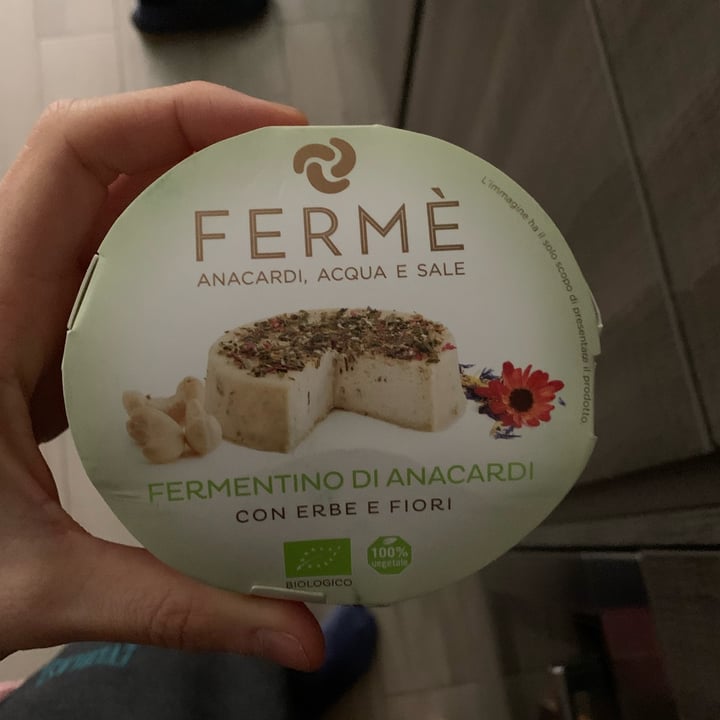 FERMÈ
ANACARDI, ACQUA E SALE
L'immagine ha il solo scopo di presentare il prodotto.
FERMENTINO DI ANACARDI
CON ERBE E FIORI
BIOLOGICO
100%
vegetale